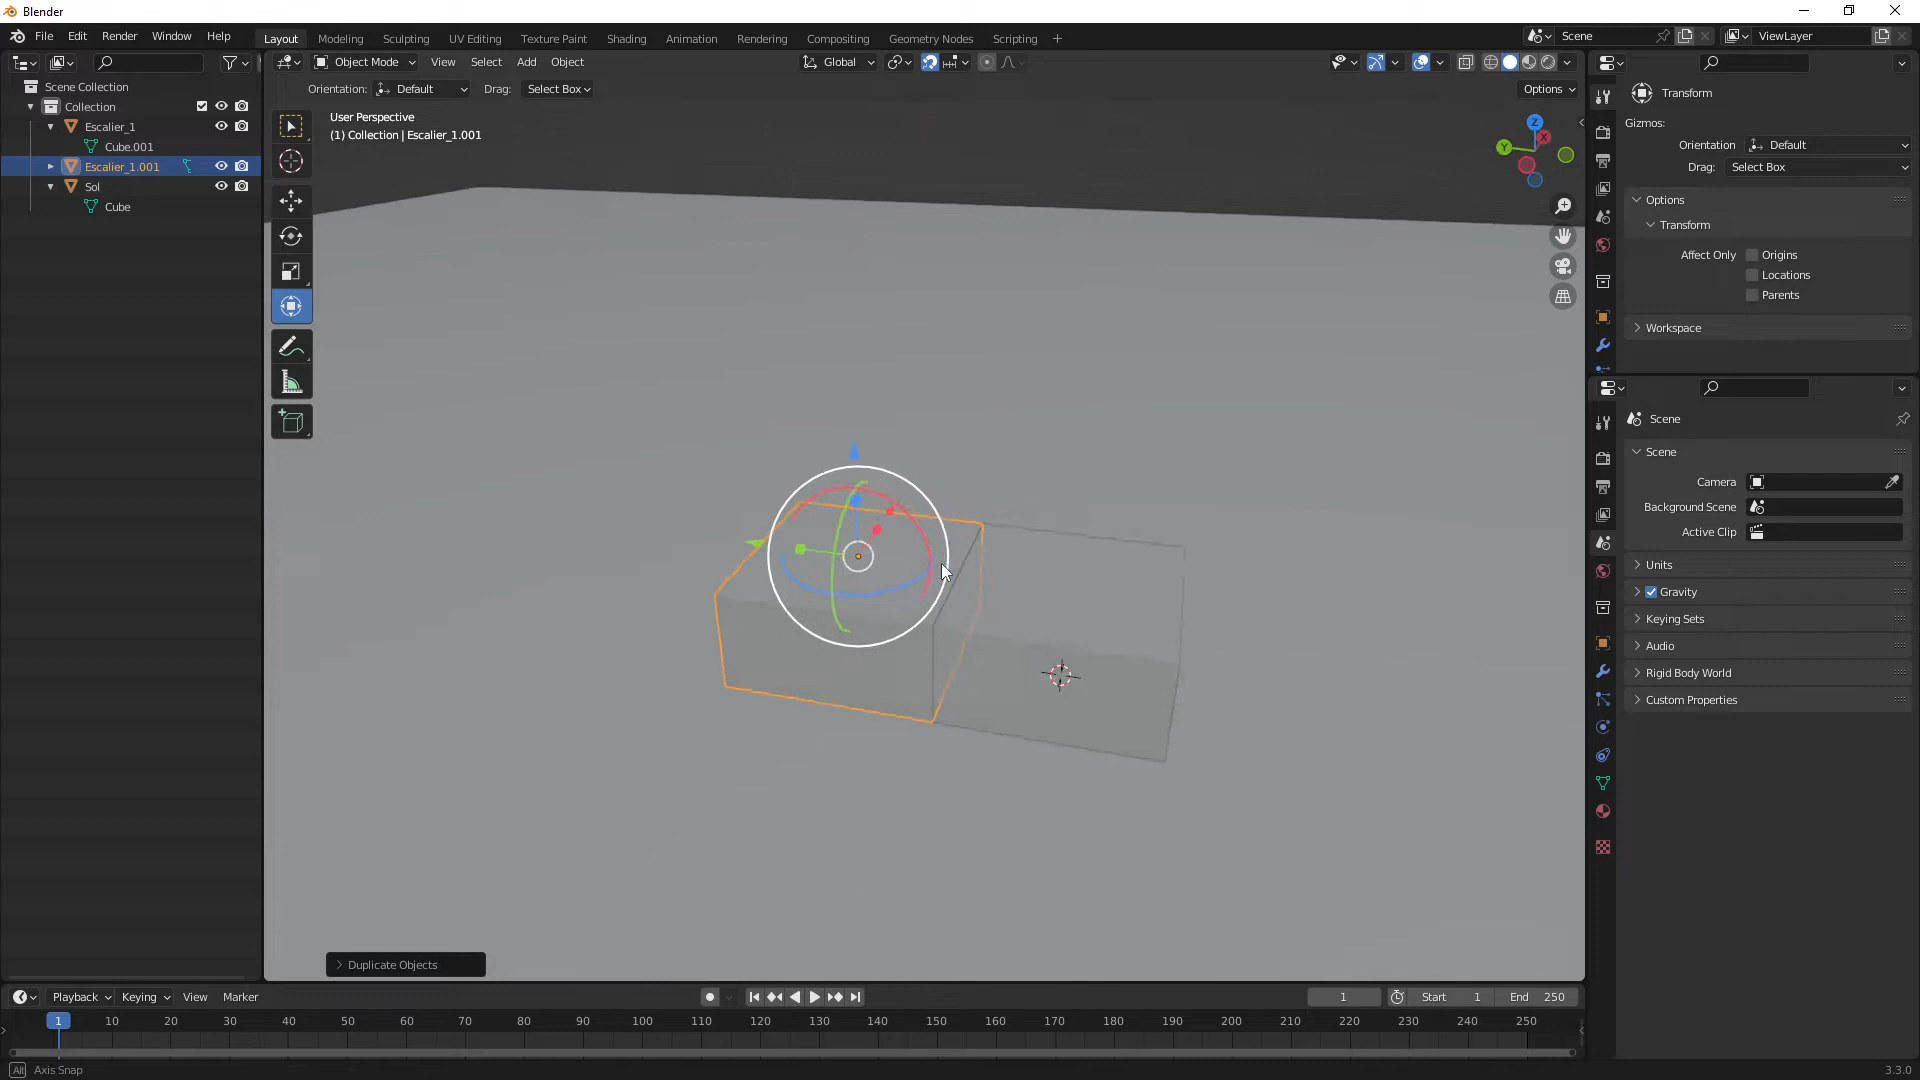 Blender
File Edit Render Window Help
Layout Modeling Sculpting UV Editing Texture Paint Shading Animation Rendering Compositing Geometry Nodes Scripting
Scene
ViewLayer
Object Mode View Select Add Object
Global
Orientation: Default Drag: Select Box
Options
Scene Collection
Collection
Escalier_1
Cube.001
Escalier_1.001
Sol
Cube
User Perspective
(1) Collection | Escalier_1.001
Z
X
Y
Transform
Gizmos:
Orientation Default
Drag: Select Box
Options
Transform
Affect Only Origins
Locations
Parents
Workspace
Scene
Scene
Camera
Background Scene
Active Clip
Units
Gravity
Keying Sets
Audio
Rigid Body World
Custom Properties
Duplicate Objects
Playback Keying View Marker
1 Start 1 End 250
1 10 20 30 40 50 60 70 80 90 100 110 120 130 140 150 160 170 180 190 200 210 220 230 240 250
Alt Axis Snap
3.3.0